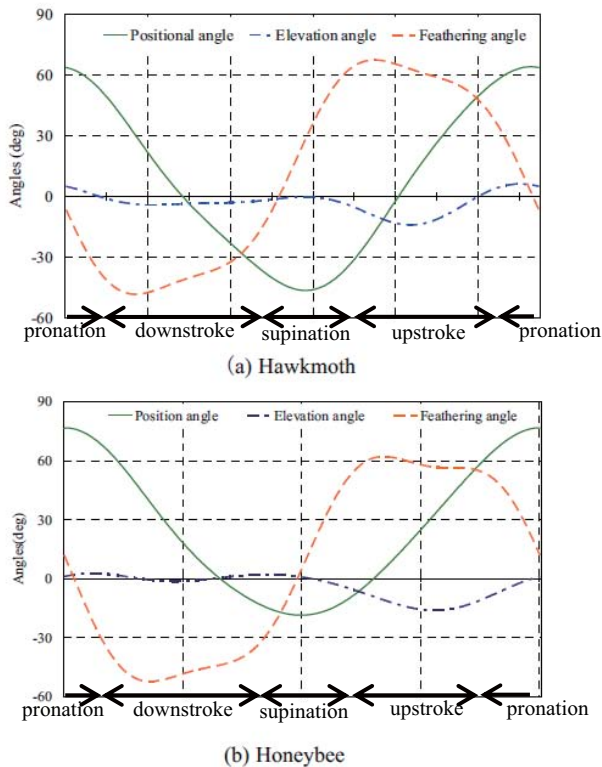 90
Positional angle Elevation angle Feathering angle
60
30
0
-30
-60
Angles (deg)
pronation downstroke supination upstroke pronation
(a) Hawkmoth
90
Position angle Elevation angle Feathering angle
60
30
0
-30
-60
Angles(deg)
pronation downstroke supination upstroke pronation
(b) Honeybee